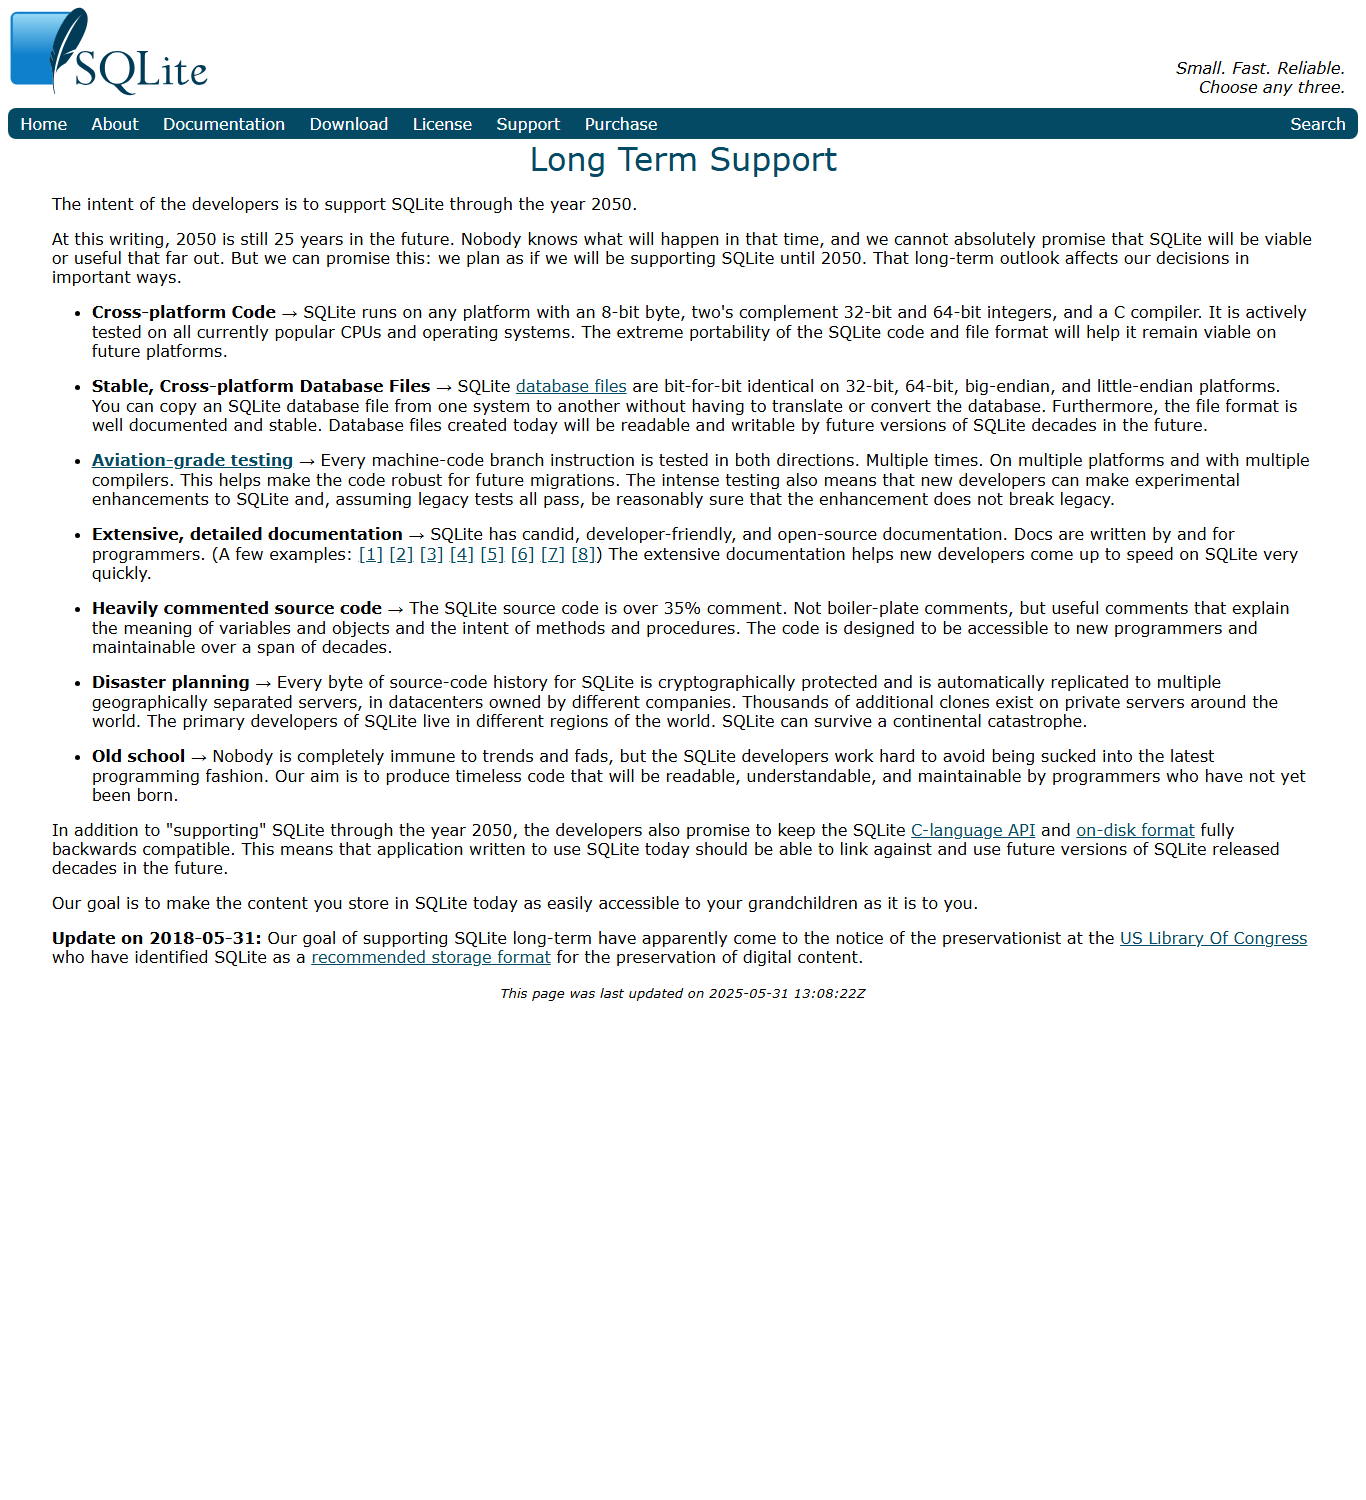 SQLite
Small. Fast. Reliable.
Choose any three.
Home About Documentation Download License Support Purchase Search
Long Term Support
The intent of the developers is to support SQLite through the year 2050.
At this writing, 2050 is still 25 years in the future. Nobody knows what will happen in that time, and we cannot absolutely promise that SQLite will be viable
or useful that far out. But we can promise this: we plan as if we will be supporting SQLite until 2050. That long-term outlook affects our decisions in
important ways.
• Cross-platform Code → SQLite runs on any platform with an 8-bit byte, two's complement 32-bit and 64-bit integers, and a C compiler. It is actively
tested on all currently popular CPUs and operating systems. The extreme portability of the SQLite code and file format will help it remain viable on
future platforms.
• Stable, Cross-platform Database Files → SQLite database files are bit-for-bit identical on 32-bit, 64-bit, big-endian, and little-endian platforms.
You can copy an SQLite database file from one system to another without having to translate or convert the database. Furthermore, the file format is
well documented and stable. Database files created today will be readable and writable by future versions of SQLite decades in the future.
• Aviation-grade testing → Every machine-code branch instruction is tested in both directions. Multiple times. On multiple platforms and with multiple
compilers. This helps make the code robust for future migrations. The intense testing also means that new developers can make experimental
enhancements to SQLite and, assuming legacy tests all pass, be reasonably sure that the enhancement does not break legacy.
• Extensive, detailed documentation → SQLite has candid, developer-friendly, and open-source documentation. Docs are written by and for
programmers. (A few examples: [1] [2] [3] [4] [5] [6] [7] [8]) The extensive documentation helps new developers come up to speed on SQLite very
quickly.
• Heavily commented source code → The SQLite source code is over 35% comment. Not boiler-plate comments, but useful comments that explain
the meaning of variables and objects and the intent of methods and procedures. The code is designed to be accessible to new programmers and
maintainable over a span of decades.
• Disaster planning → Every byte of source-code history for SQLite is cryptographically protected and is automatically replicated to multiple
geographically separated servers, in datacenters owned by different companies. Thousands of additional clones exist on private servers around the
world. The primary developers of SQLite live in different regions of the world. SQLite can survive a continental catastrophe.
• Old school → Nobody is completely immune to trends and fads, but the SQLite developers work hard to avoid being sucked into the latest
programming fashion. Our aim is to produce timeless code that will be readable, understandable, and maintainable by programmers who have not yet
been born.
In addition to "supporting" SQLite through the year 2050, the developers also promise to keep the SQLite C-language API and on-disk format fully
backwards compatible. This means that application written to use SQLite today should be able to link against and use future versions of SQLite released
decades in the future.
Our goal is to make the content you store in SQLite today as easily accessible to your grandchildren as it is to you.
Update on 2018-05-31: Our goal of supporting SQLite long-term have apparently come to the notice of the preservationist at the US Library Of Congress
who have identified SQLite as a recommended storage format for the preservation of digital content.
This page was last updated on 2025-05-31 13:08:22Z